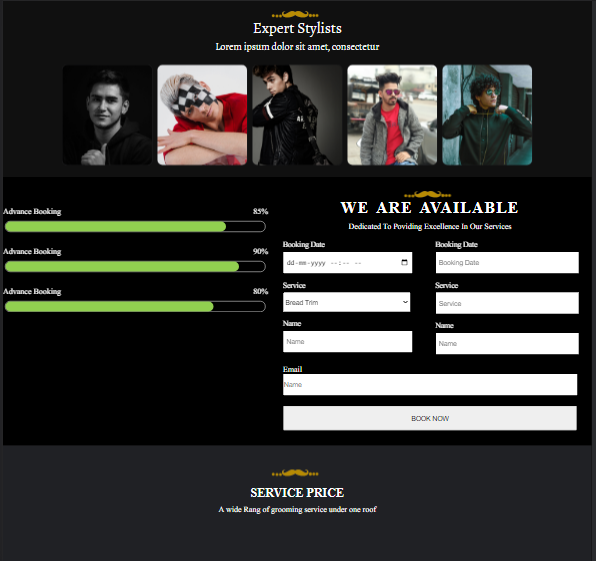 Expert Stylists
Lorem ipsum dolor sit amet, consectetur
Advance Booking 85%
Advance Booking 90%
Advance Booking 80%
WE ARE AVAILABLE
Dedicated To Poviding Excellence In Our Services
Booking Date Booking Date
dd-mm-yyyy --:-- -- Booking Date
Service Service
Bread Trim Service
Name Name
Name Name
Email
Name
BOOK NOW
SERVICE PRICE
A wide Rang of grooming service under one roof